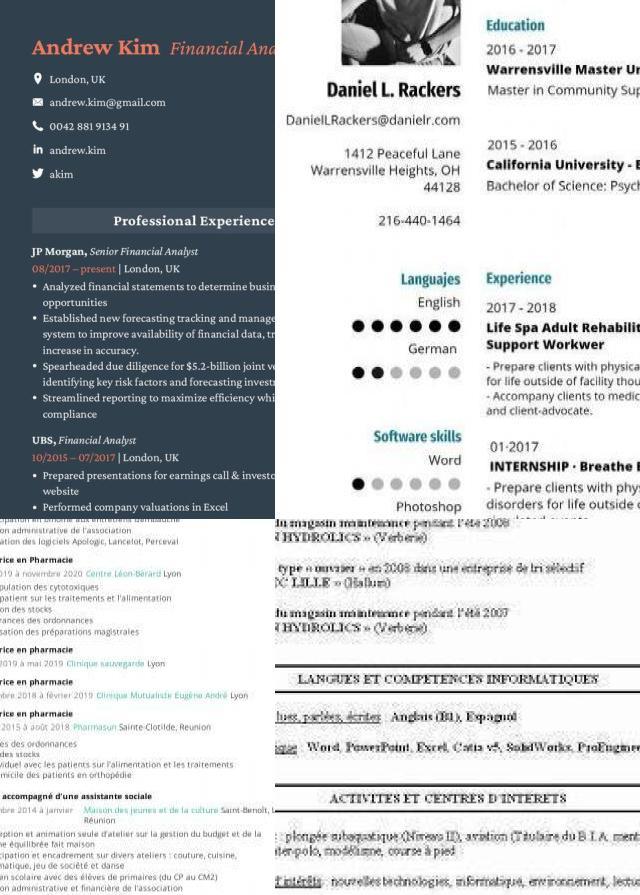 Andrew Kim Financial Ana
London, UK
andrew.kim@gmail.com
0042 881 9134 91
andrew.kim
akim
Professional Experience
JP Morgan, Senior Financial Analyst
08/2017 – present | London, UK
• Analyzed financial statements to determine busin
opportunities
• Established new forecasting tracking and manage
system to improve availability of financial data, tr
increase in accuracy.
• Spearheaded due diligence for $5.2-billion joint ve
identifying key risk factors and forecasting invest
• Streamlined reporting to maximize efficiency whi
compliance
UBS, Financial Analyst
10/2015 – 07/2017 | London, UK
• Prepared presentations for earnings call & investo
website
• Performed company valuations in Excel
Daniel L. Rackers
DanielLRackers@danielr.com
1412 Peaceful Lane
Warrensville Heights, OH
44128
216-440-1464
Languajes
English
German
Software skills
Word
Photoshop
Education
2016 - 2017
Warrensville Master Un
Master in Community Sup
2015 - 2016
California University - B
Bachelor of Science: Psych
Experience
2017 - 2018
Life Spa Adult Rehabilit
Support Workwer
- Prepare clients with physica
for life outside of facility thou
- Accompany clients to medic
and client-advocate.
01-2017
INTERNSHIP · Breathe E
- Prepare clients with phys
disorders for life outside o
cipation en binôme aux entretiens d'embauche
on administrative de l'association
ation des logiciels Apologic, Lancelot, Perceval
rice en Pharmacie
019 à novembre 2020 Centre Léon-Bérard Lyon
pulation des cytotoxiques
patient sur les traitements et l'alimentation
on des stocks
rances des ordonnances
sation des préparations magistrales
rice en pharmacie
2019 à mai 2019 Clinique sauvegarde Lyon
rice en pharmacie
bre 2018 à février 2019 Clinique Mutualiste Eugène André Lyon
rice en pharmacie
2015 à août 2018 Pharmasun Sainte-Clotilde, Reunion
es des ordonnances
des stocks
viduel avec les patients sur l'alimentation et les traitements
omicile des patients en orthopédie
accompagné d'une assistante sociale
bre 2014 à janvier Maison des jeunes et de la culture Saint-Benoît, L
Réunion
eption et animation seule d'atelier sur la gestion du budget et de la
ne équilibrée fait maison
cipation et encadrement sur divers ateliers : couture, cuisine,
matique, jeu de société et danse
en scolaire avec des élèves de primaires (du CP au CM2)
on administrative et financière de l'association
du magasin maintenance pendant l'été 2008
HYDROLICS » (Verberie)
type « ouvrier » en 2008 dans une entreprise de tri sélectif
C LILLE » (Halluin)
du magasin maintenance pendant l'été 2007
HYDROLICS » (Verberie)
LANGUES ET COMPETENCES INFORMATIQUES
lues, parlées, écrites : Anglais (B1), Espagnol
ique : Word, PowerPoint, Excel, Catia v5, SolidWorks, ProEnginee
ACTIVITES ET CENTRES D'INTERETS
: plongée subaquatique (Niveau II), aviation (Titulaire du B.I.A. ment
ter-polo, modélisme, course à pied
d'intérêts : nouvelles technologies, informatique, environnement, lectu